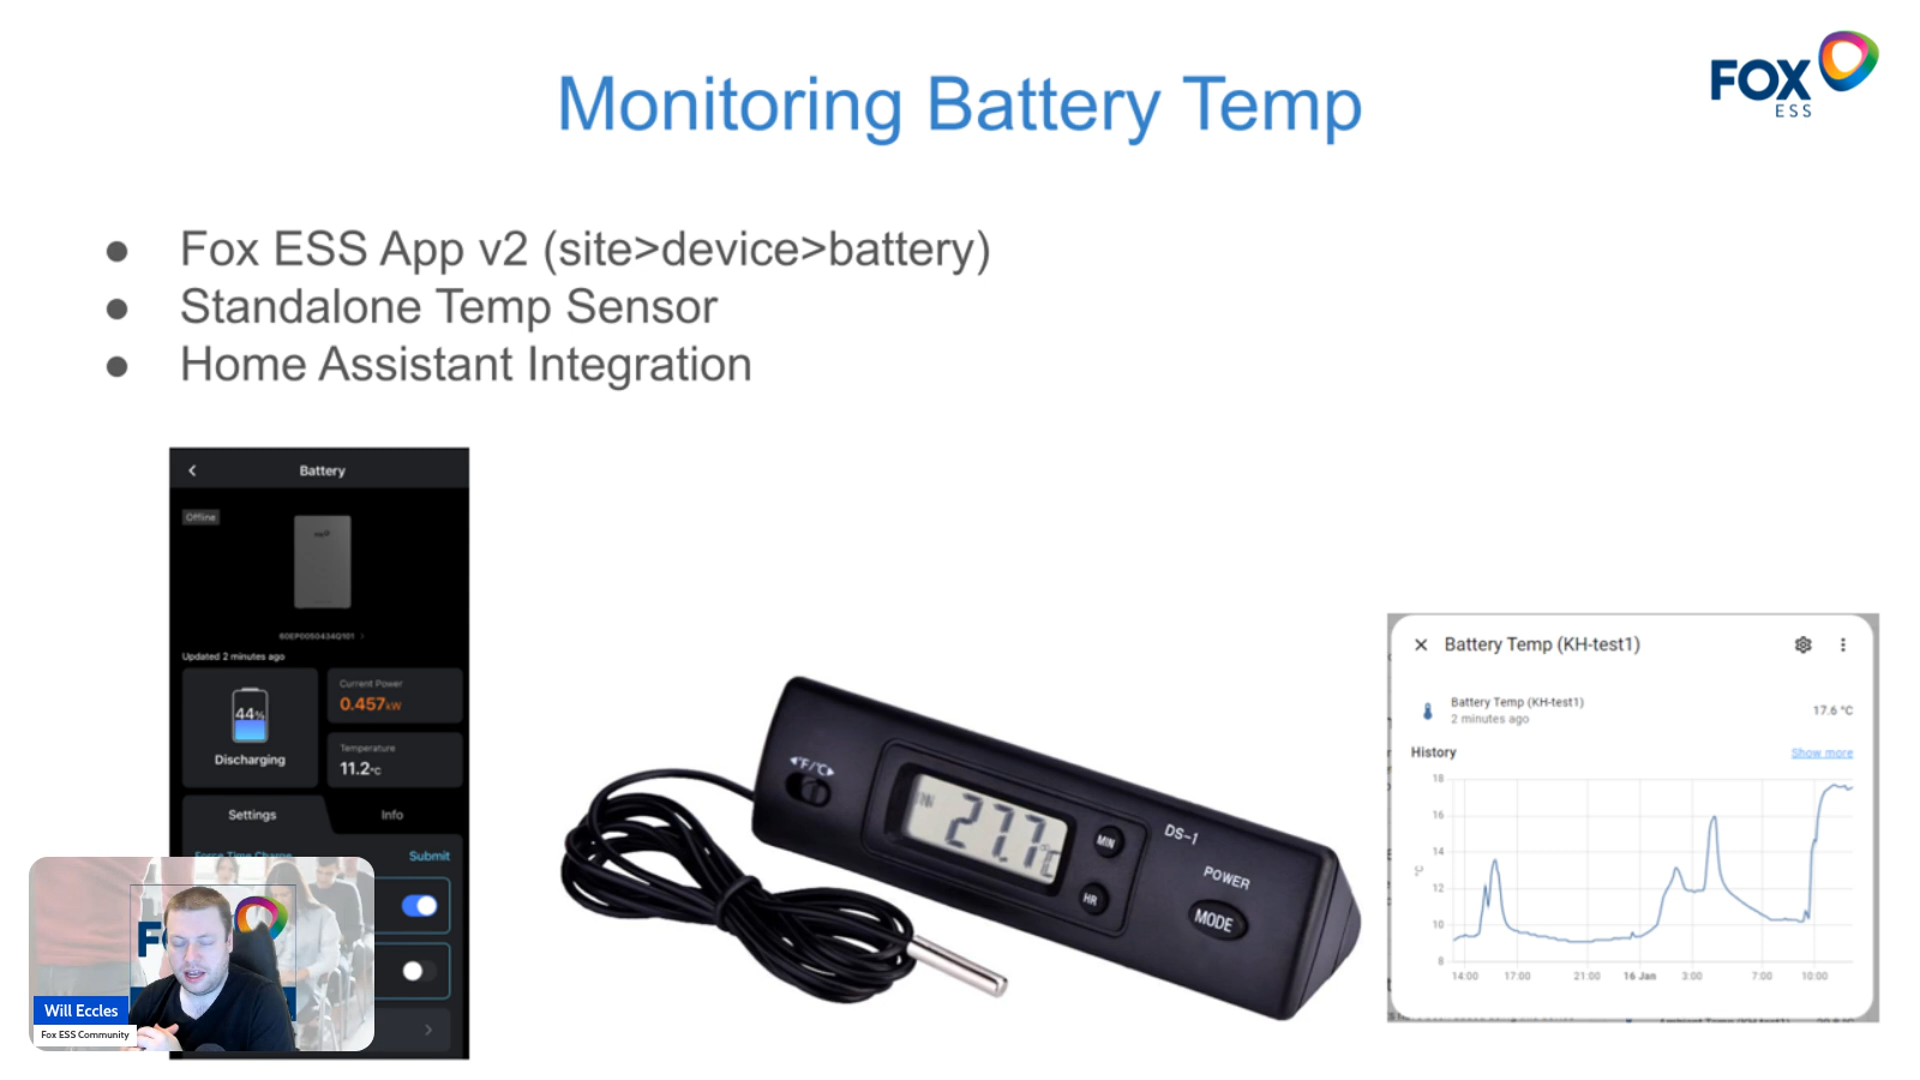 Monitoring Battery Temp
FOX
ESS
● Fox ESS App v2 (site>device>battery)
● Standalone Temp Sensor
● Home Assistant Integration
Battery
Offline
Updated 2 minutes ago
44%
Discharging
Current Power
0.457kW
Temperature
11.2°C
Settings
Info
Force Time Charge
Submit
Will Eccles
Fox ESS Community
°F/°C
27.7°C
MIN
HR
DS-1
POWER
MODE
Battery Temp (KH-test1)
Battery Temp (KH-test1)
2 minutes ago
17.6 °C
History
Show more
18
16
14
12
10
8
°C
14:00 17:00 21:00 16 Jan 3:00 7:00 10:00